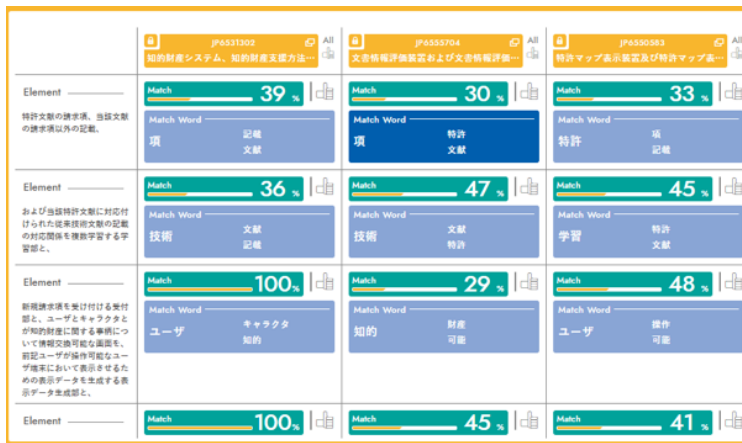 JP6531302 All
知的財産システム、知的財産支援方法…
JP6555704 All
文書情報評価装置および文書情報評価…
JP6550583 All
特許マップ表示装置及び特許マップ表…
Element
特許文献の請求項、当該文献
の請求項以外の記載、
Match 39 %
Match Word
項
記載
文献
Match 30 %
Match Word
項
特許
文献
Match 33 %
Match Word
特許
項
記載
Element
および当該特許文献に対応付
けられた従来技術文献の記載
の対応関係を複数学習する学
習部と、
Match 36 %
Match Word
技術
文献
記載
Match 47 %
Match Word
技術
文献
特許
Match 45 %
Match Word
学習
特許
文献
Element
新規請求項を受け付ける受付
部と、ユーザとキャラクタと
が知的財産に関する事柄につ
いて情報交換可能な画面を、
前記ユーザが操作可能なユー
ザ端末において表示させるた
めの表示データを生成する表
示データ生成部と、
Match 100%
Match Word
ユーザ
キャラクタ
知的
Match 29 %
Match Word
知的
財産
可能
Match 48 %
Match Word
ユーザ
操作
可能
Element
Match 100%
Match 45 %
Match 41 %